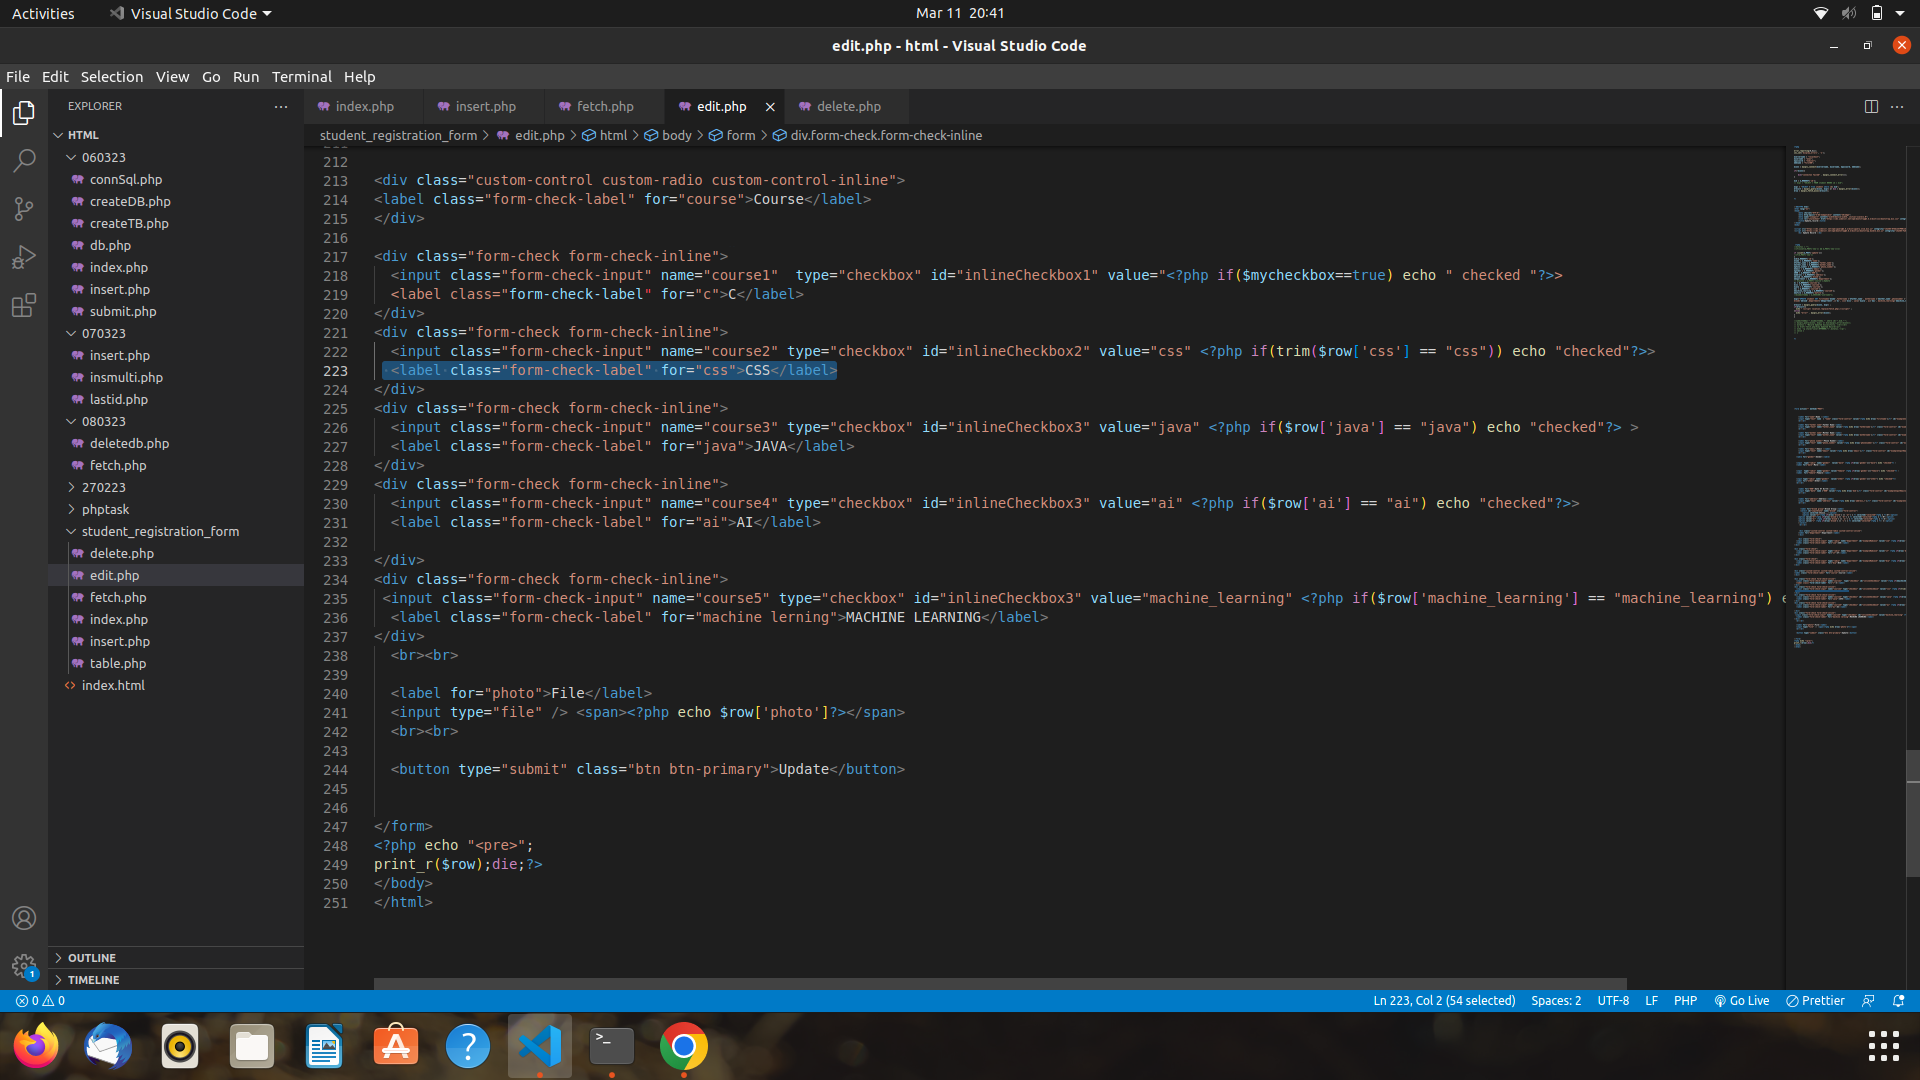 Activities
Visual Studio Code
Mar 11 20:41
edit.php - html - Visual Studio Code
File Edit Selection View Go Run Terminal Help
EXPLORER
index.php
insert.php
fetch.php
edit.php
delete.php
student_registration_form > edit.php > html > body > form > div.form-check.form-check-inline
HTML
060323
connSql.php
createDB.php
createTB.php
db.php
index.php
insert.php
submit.php
070323
insert.php
insmulti.php
lastid.php
080323
deletedb.php
fetch.php
270223
phptask
student_registration_form
delete.php
edit.php
fetch.php
index.php
insert.php
table.php
index.html
OUTLINE
TIMELINE
212
213 <div class="custom-control custom-radio custom-control-inline">
214 <label class="form-check-label" for="course">Course</label>
215 </div>
216
217 <div class="form-check form-check-inline">
218 <input class="form-check-input" name="course1"  type="checkbox" id="inlineCheckbox1" value="<?php if($mycheckbox==true) echo " checked "?>>
219 <label class="form-check-label" for="c">C</label>
220 </div>
221 <div class="form-check form-check-inline">
222 <input class="form-check-input" name="course2" type="checkbox" id="inlineCheckbox2" value="css" <?php if(trim($row['css'] == "css")) echo "checked"?>>
223 <label class="form-check-label" for="css">CSS</label>
224 </div>
225 <div class="form-check form-check-inline">
226 <input class="form-check-input" name="course3" type="checkbox" id="inlineCheckbox3" value="java" <?php if($row['java'] == "java") echo "checked"?> >
227 <label class="form-check-label" for="java">JAVA</label>
228 </div>
229 <div class="form-check form-check-inline">
230 <input class="form-check-input" name="course4" type="checkbox" id="inlineCheckbox3" value="ai" <?php if($row['ai'] == "ai") echo "checked"?>>
231 <label class="form-check-label" for="ai">AI</label>
232
233 </div>
234 <div class="form-check form-check-inline">
235 <input class="form-check-input" name="course5" type="checkbox" id="inlineCheckbox3" value="machine_learning" <?php if($row['machine_learning'] == "machine_learning") e
236 <label class="form-check-label" for="machine lerning">MACHINE LEARNING</label>
237 </div>
238 <br><br>
239
240 <label for="photo">File</label>
241 <input type="file" /> <span><?php echo $row['photo']?></span>
242 <br><br>
243
244 <button type="submit" class="btn btn-primary">Update</button>
245
246
247 </form>
248 <?php echo "<pre>";
249 print_r($row);die;?>
250 </body>
251 </html>
1
0 0
Ln 223, Col 2 (54 selected)
Spaces: 2
UTF-8
LF
PHP
Go Live
Prettier